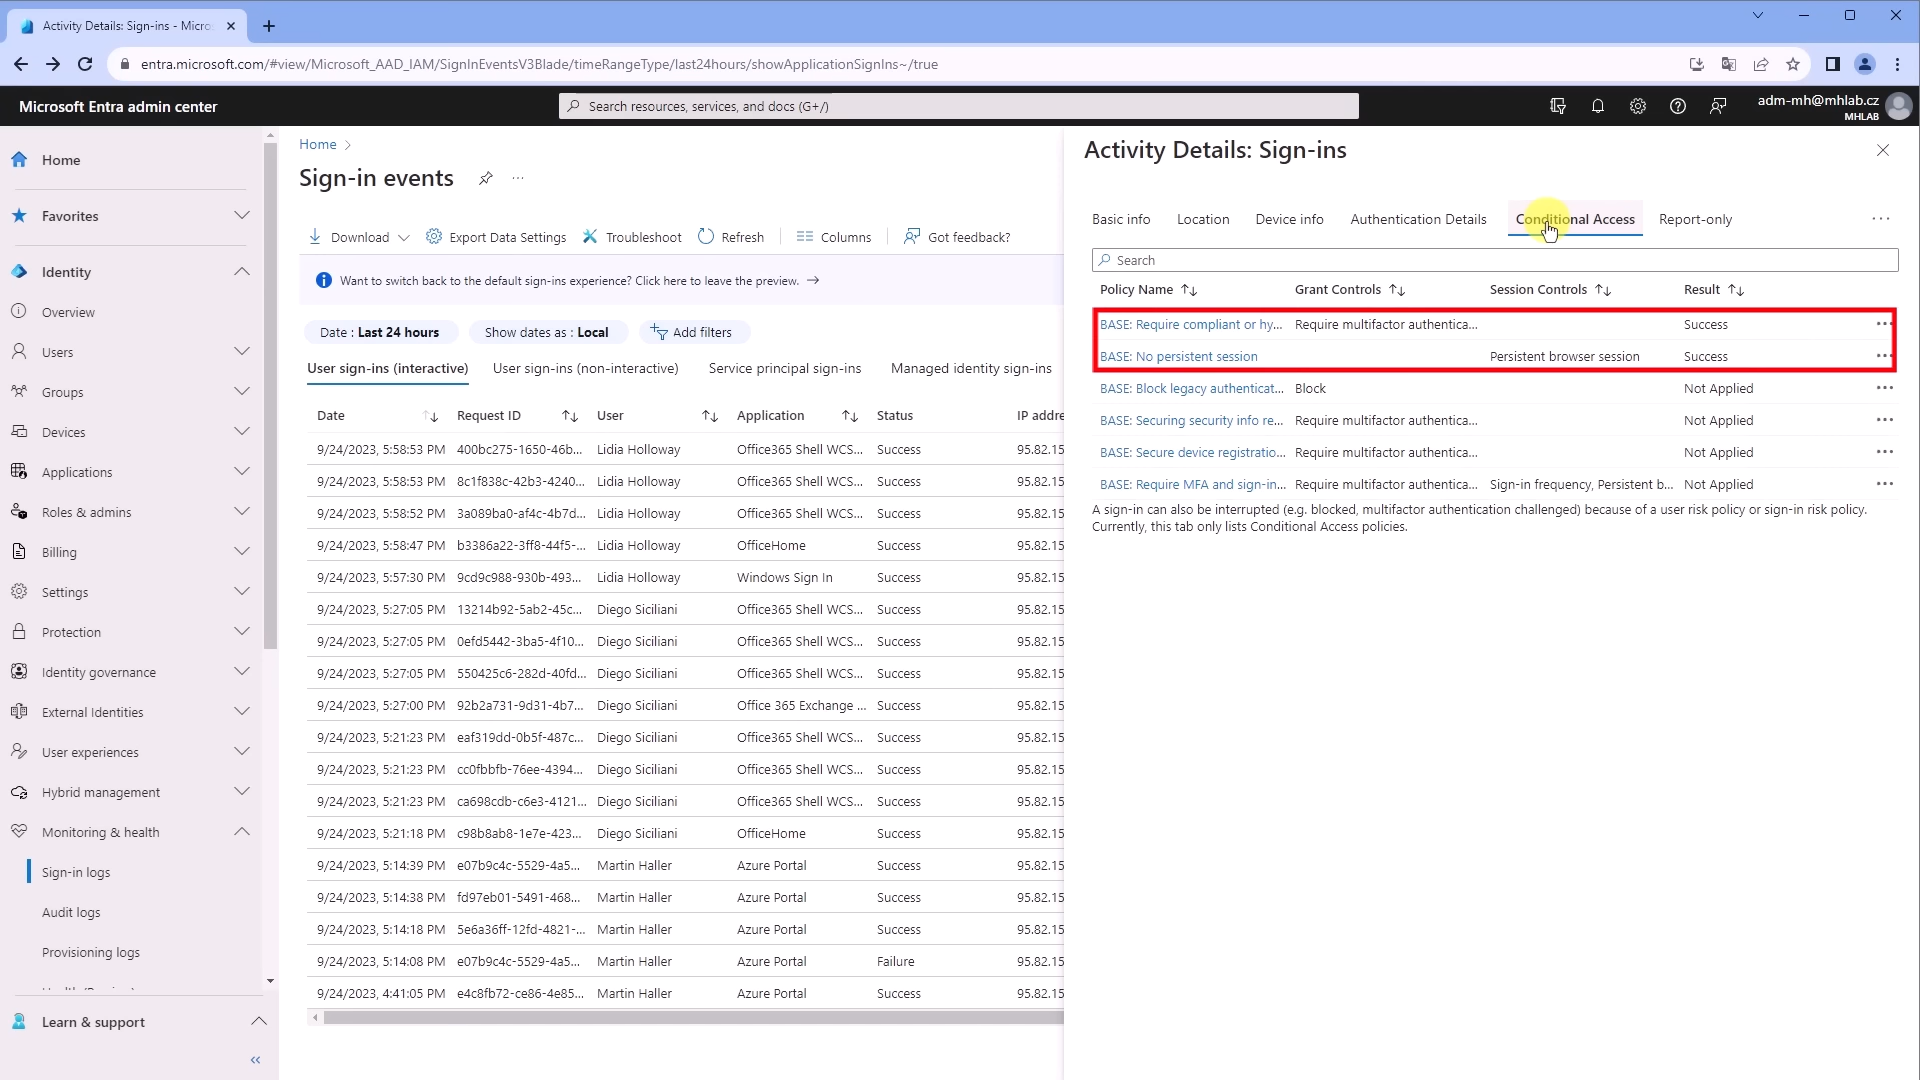 Activity Details: Sign-ins - Micro
entra.microsoft.com/#view/Microsoft_AAD_IAM/SignInEventsV3Blade/timeRangeType/last24hours/showApplicationSignIns~/true
Microsoft Entra admin center
Search resources, services, and docs (G+/)
adm-mh@mhlab.cz
MHLAB
Home
Favorites
Identity
Overview
Users
Groups
Devices
Applications
Roles & admins
Billing
Settings
Protection
Identity governance
External Identities
User experiences
Hybrid management
Monitoring & health
Sign-in logs
Audit logs
Provisioning logs
Learn & support
Home
Sign-in events
Download
Export Data Settings
Troubleshoot
Refresh
Columns
Got feedback?
Want to switch back to the default sign-ins experience? Click here to leave the preview.
Date : Last 24 hours
Show dates as : Local
Add filters
User sign-ins (interactive)
User sign-ins (non-interactive)
Service principal sign-ins
Managed identity sign-ins
Date Request ID User Application Status IP addre
9/24/2023, 5:58:53 PM 400bc275-1650-46b... Lidia Holloway Office365 Shell WCS... Success 95.82.15
9/24/2023, 5:58:53 PM 8c1f838c-42b3-4240... Lidia Holloway Office365 Shell WCS... Success 95.82.15
9/24/2023, 5:58:52 PM 3a089ba0-af4c-4b7d... Lidia Holloway Office365 Shell WCS... Success 95.82.15
9/24/2023, 5:58:47 PM b3386a22-3ff8-44f5-... Lidia Holloway OfficeHome Success 95.82.15
9/24/2023, 5:57:30 PM 9cd9c988-930b-493... Lidia Holloway Windows Sign In Success 95.82.15
9/24/2023, 5:27:05 PM 13214b92-5ab2-45c... Diego Siciliani Office365 Shell WCS... Success 95.82.15
9/24/2023, 5:27:05 PM 0efd5442-3ba5-4f10... Diego Siciliani Office365 Shell WCS... Success 95.82.15
9/24/2023, 5:27:05 PM 550425c6-282d-40fd... Diego Siciliani Office365 Shell WCS... Success 95.82.15
9/24/2023, 5:27:00 PM 92b2a731-9d31-4b7... Diego Siciliani Office 365 Exchange ... Success 95.82.15
9/24/2023, 5:21:23 PM eaf319dd-0b5f-487c... Diego Siciliani Office365 Shell WCS... Success 95.82.15
9/24/2023, 5:21:23 PM cc0fbbfb-76ee-4394... Diego Siciliani Office365 Shell WCS... Success 95.82.15
9/24/2023, 5:21:23 PM ca698cdb-c6e3-4121... Diego Siciliani Office365 Shell WCS... Success 95.82.15
9/24/2023, 5:21:18 PM c98b8ab8-1e7e-423... Diego Siciliani OfficeHome Success 95.82.15
9/24/2023, 5:14:39 PM e07b9c4c-5529-4a5... Martin Haller Azure Portal Success 95.82.15
9/24/2023, 5:14:38 PM fd97eb01-5491-468... Martin Haller Azure Portal Success 95.82.15
9/24/2023, 5:14:18 PM 5e6a36ff-12fd-4821-... Martin Haller Azure Portal Success 95.82.15
9/24/2023, 5:14:08 PM e07b9c4c-5529-4a5... Martin Haller Azure Portal Failure 95.82.15
9/24/2023, 4:41:05 PM e4c8fb72-ce86-4e85... Martin Haller Azure Portal Success 95.82.15
Activity Details: Sign-ins
Basic info
Location
Device info
Authentication Details
Conditional Access
Report-only
Search
Policy Name Grant Controls Session Controls Result
BASE: Require compliant or hy... Require multifactor authentica... Success
BASE: No persistent session Persistent browser session Success
BASE: Block legacy authenticat... Block Not Applied
BASE: Securing security info re... Require multifactor authentica... Not Applied
BASE: Secure device registratio... Require multifactor authentica... Not Applied
BASE: Require MFA and sign-in... Require multifactor authentica... Sign-in frequency, Persistent b... Not Applied
A sign-in can also be interrupted (e.g. blocked, multifactor authentication challenged) because of a user risk policy or sign-in risk policy.
Currently, this tab only lists Conditional Access policies.